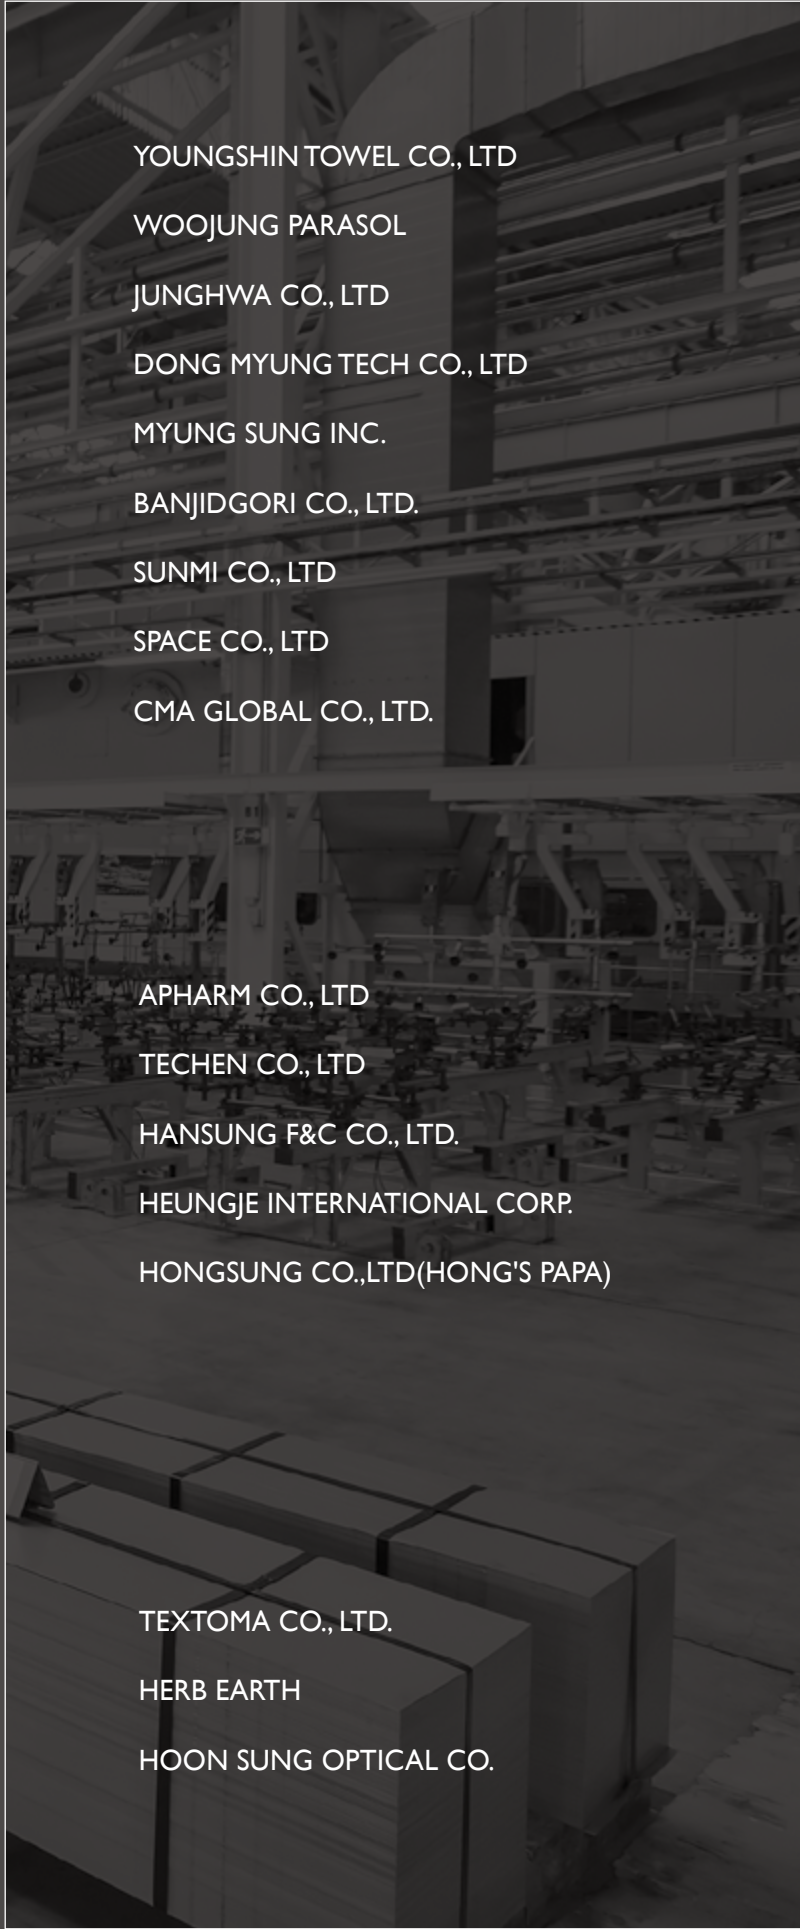 YOUNGSHIN TOWEL CO., LTD
WOOJUNG PARASOL
JUNGHWA CO., LTD
DONG MYUNG TECH CO., LTD
MYUNG SUNG INC.
BANJIDGORI CO., LTD.
SUNMI CO., LTD
SPACE CO., LTD
CMA GLOBAL CO., LTD.
APHARM CO., LTD
TECHEN CO., LTD
HANSUNG F&C CO., LTD.
HEUNGJE INTERNATIONAL CORP.
HONGSUNG CO.,LTD(HONG'S PAPA)
TEXTOMA CO., LTD.
HERB EARTH
HOON SUNG OPTICAL CO.